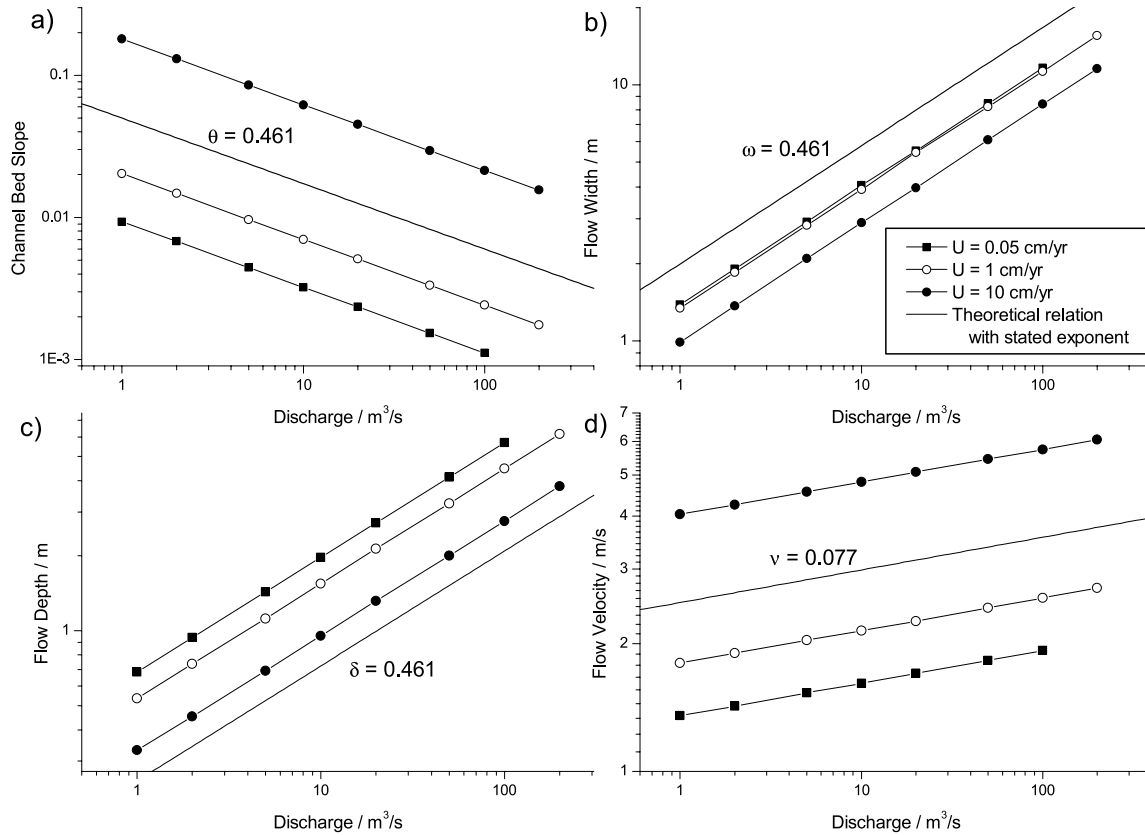 a)
0.1
0.01
1E-3
Channel Bed Slope
θ = 0.461
1 10 100
Discharge / m³/s
b)
10
1
Flow Width / m
ω = 0.461
U = 0.05 cm/yr
U = 1 cm/yr
U = 10 cm/yr
Theoretical relation
with stated exponent
1 10 100
Discharge / m³/s
c)
1
Flow Depth / m
δ = 0.461
1 10 100
Discharge / m³/s
d)
7
6
5
4
3
2
1
Flow Velocity / m/s
ν = 0.077
1 10 100
Discharge / m³/s